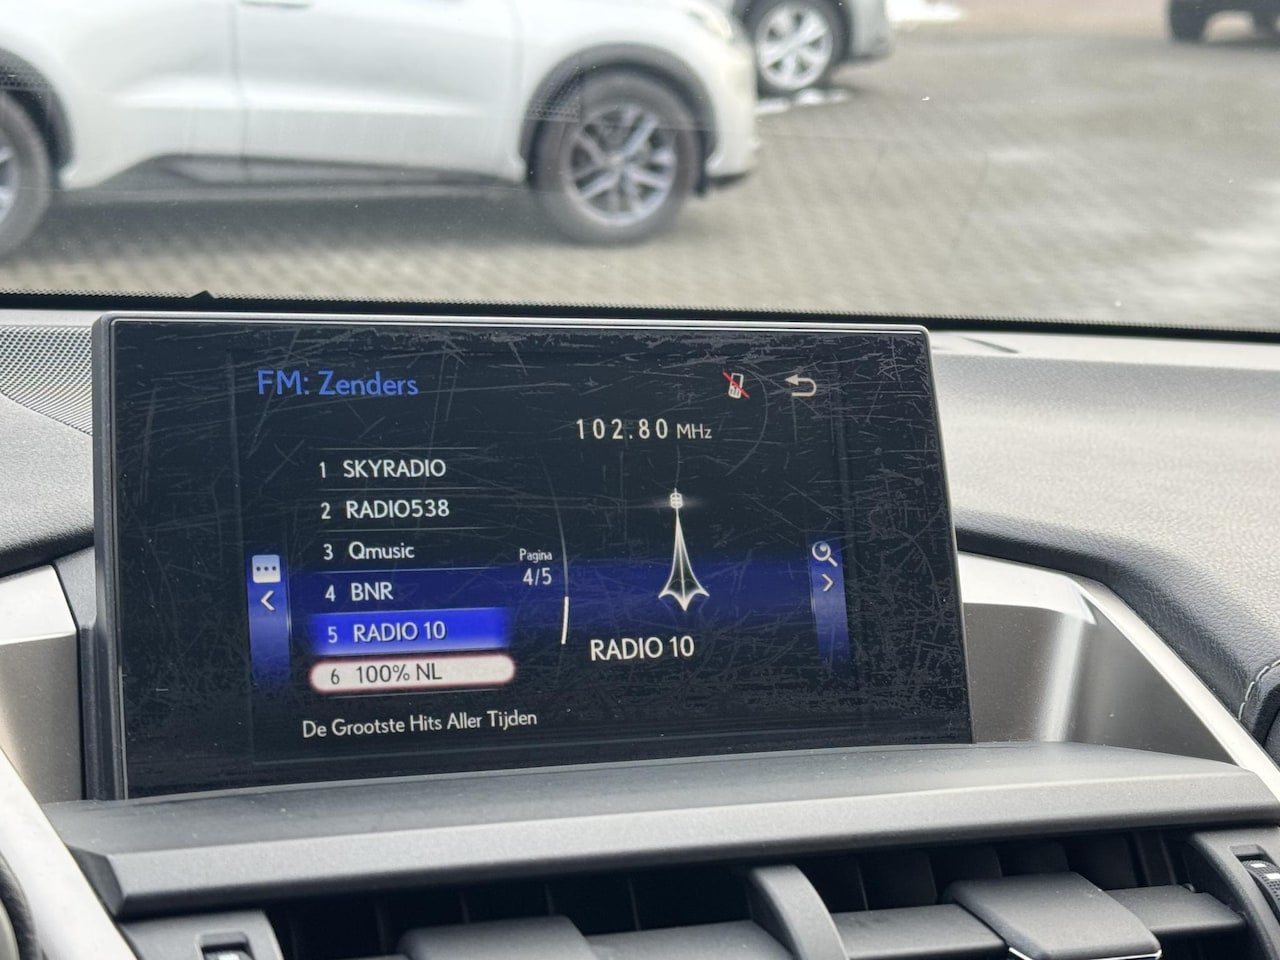 FM: Zenders
102.80 MHz
1 SKYRADIO
2 RADIO538
3 Qmusic
4 BNR
5 RADIO 10
6 100% NL
Pagina
4/5
RADIO 10
De Grootste Hits Aller Tijden